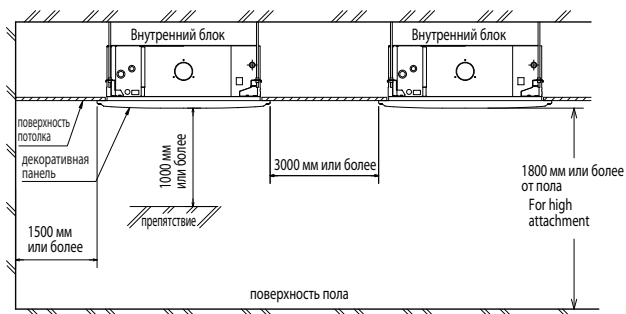 Внутренний блок
Внутренний блок
поверхность
потолка
декоративная
панель
1000 мм
или более
3000 мм или более
1800 мм или более
от пола
For high
attachment
препятствие
1500 мм
или более
поверхность пола